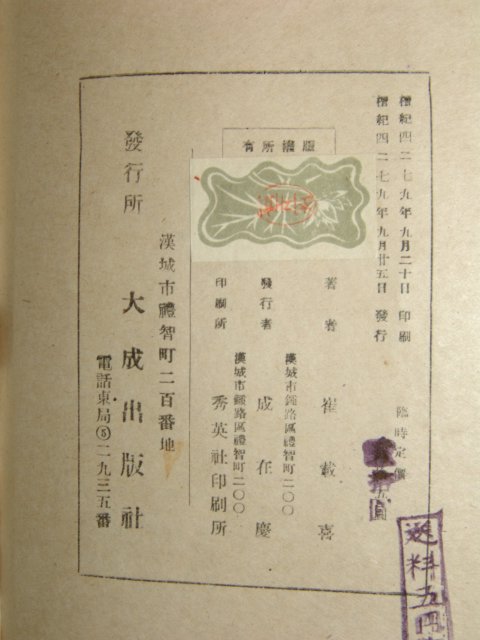 檀紀四二七九年九月二十日 印刷
檀紀四二七九年九月廿五日 發行
臨時定價
拾
圓
送料五円
版權所有
著者 崔載喜
漢城市鍾路區禮智町二〇〇
發行者 成在慶
漢城市鍾路區禮智町二〇〇
印刷所 秀英社印刷所
漢城市禮智町二百番地
發行所 大成出版社
電話東局⑤二九三五番